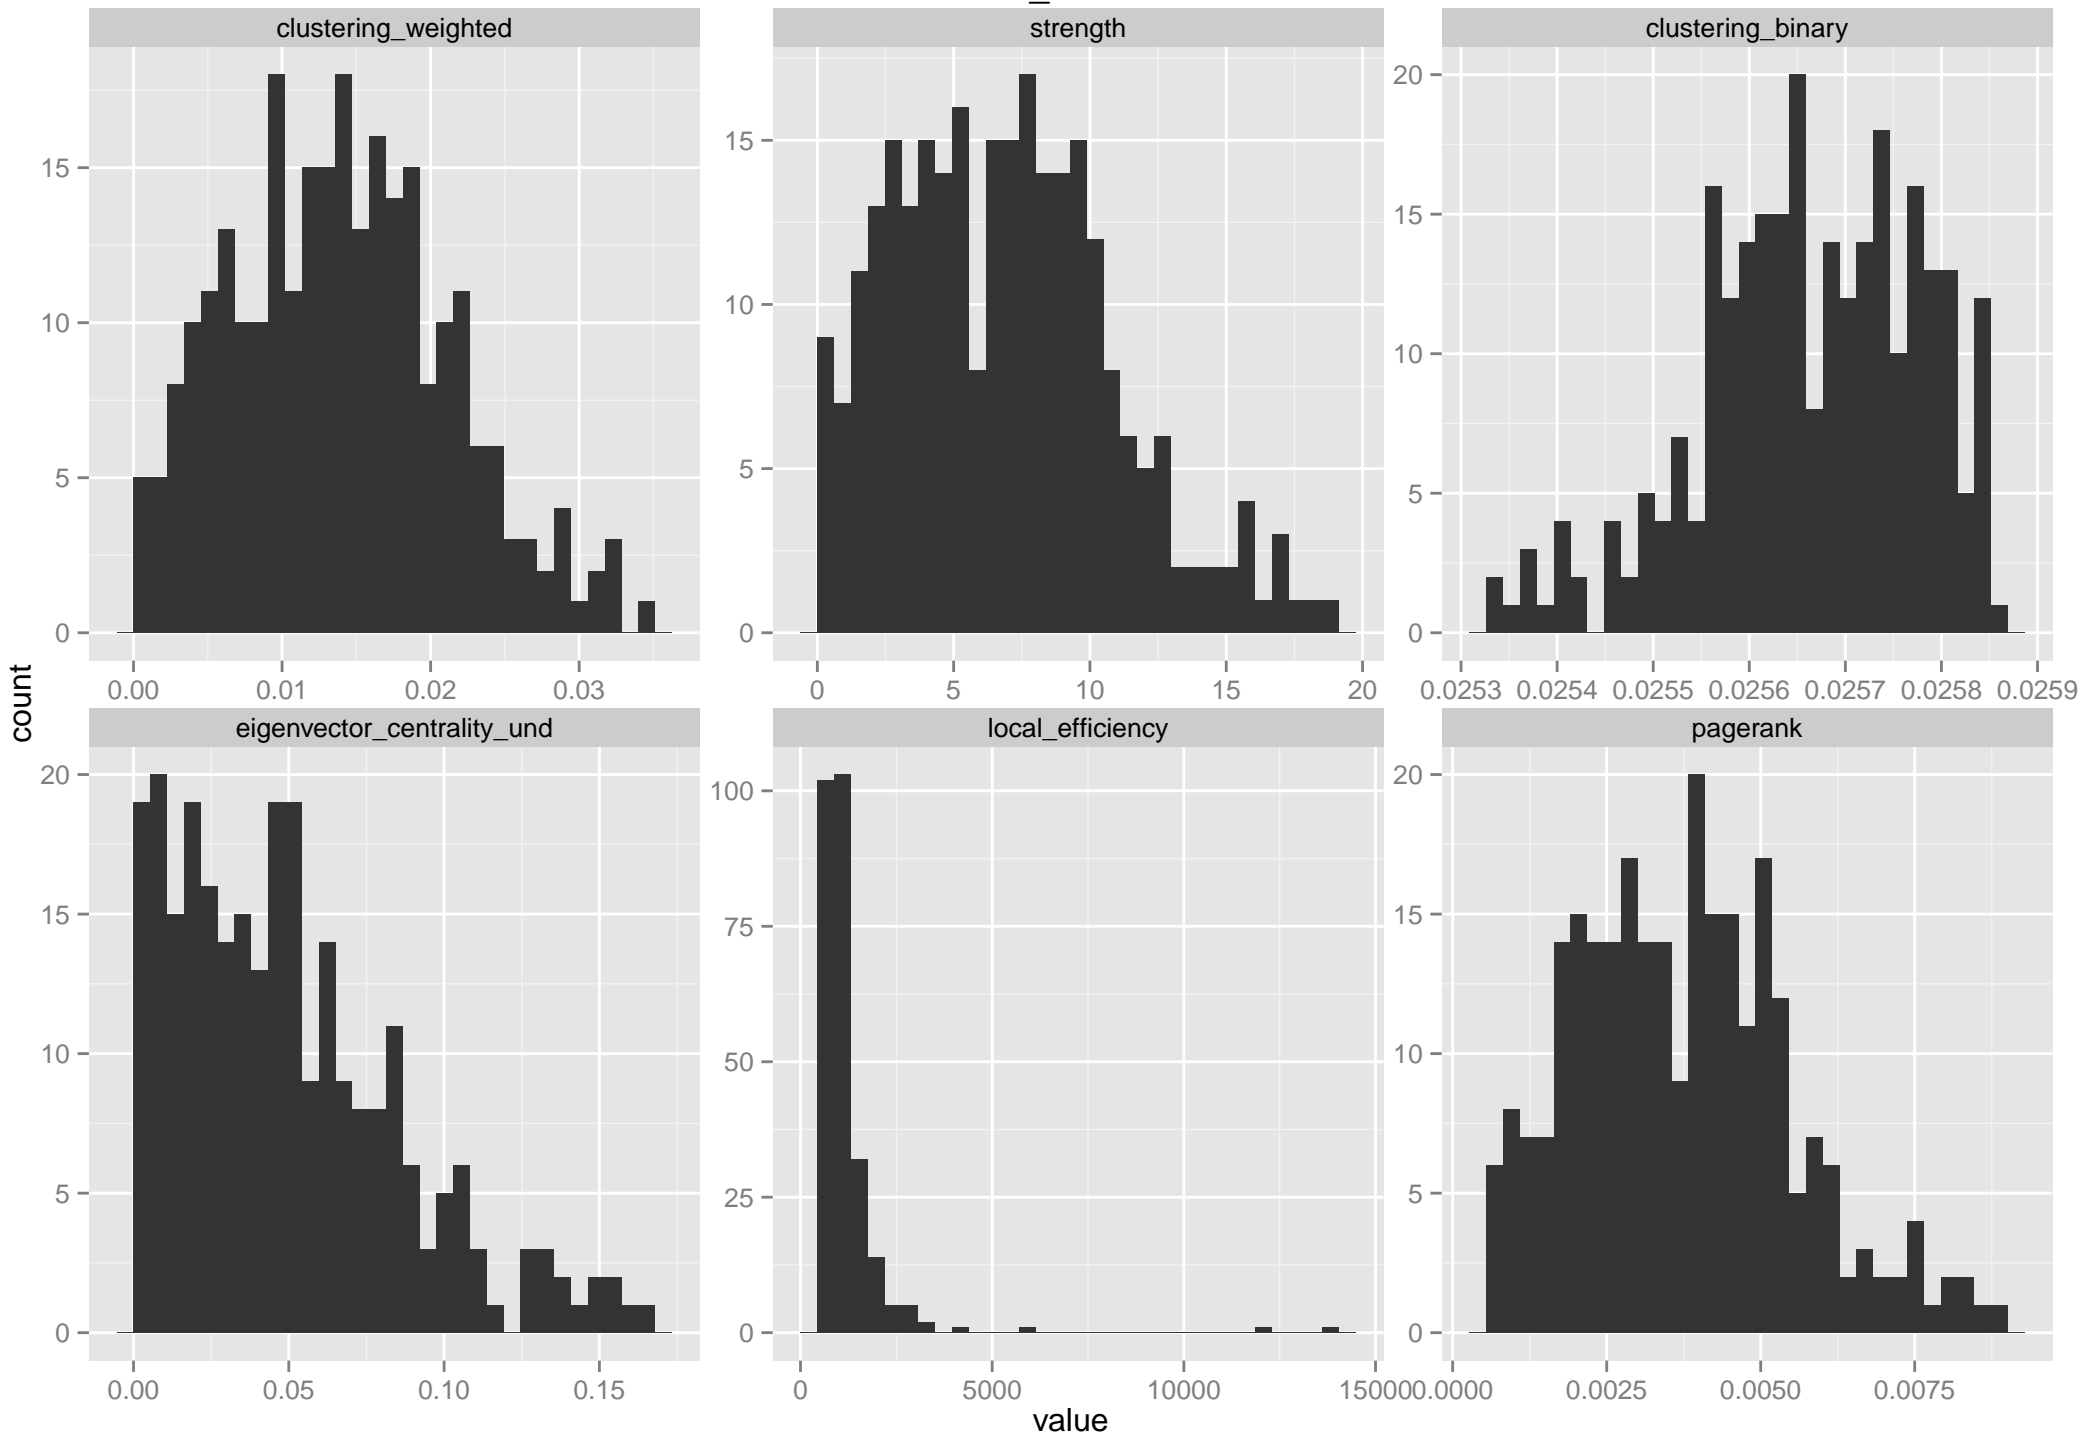 clustering_weighted
strength
clustering_binary
15
10
5
0
0.00 0.01 0.02 0.03
15
10
5
0
0 5 10 15 20
20
15
10
5
0
0.0253 0.0254 0.0255 0.0256 0.0257 0.0258 0.0259
count
eigenvector_centrality_und
local_efficiency
pagerank
20
15
10
5
0
0.00 0.05 0.10 0.15
100
75
50
25
0
0 5000 10000 15000
20
15
10
5
0
0.0000 0.0025 0.0050 0.0075
value